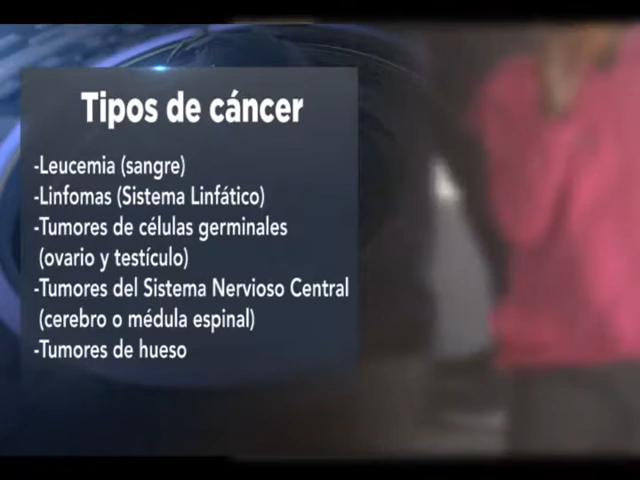 Tipos de cáncer
-Leucemia (sangre)
-Linfomas (Sistema Linfático)
-Tumores de células germinales
(ovario y testículo)
-Tumores del Sistema Nervioso Central
(cerebro o médula espinal)
-Tumores de hueso